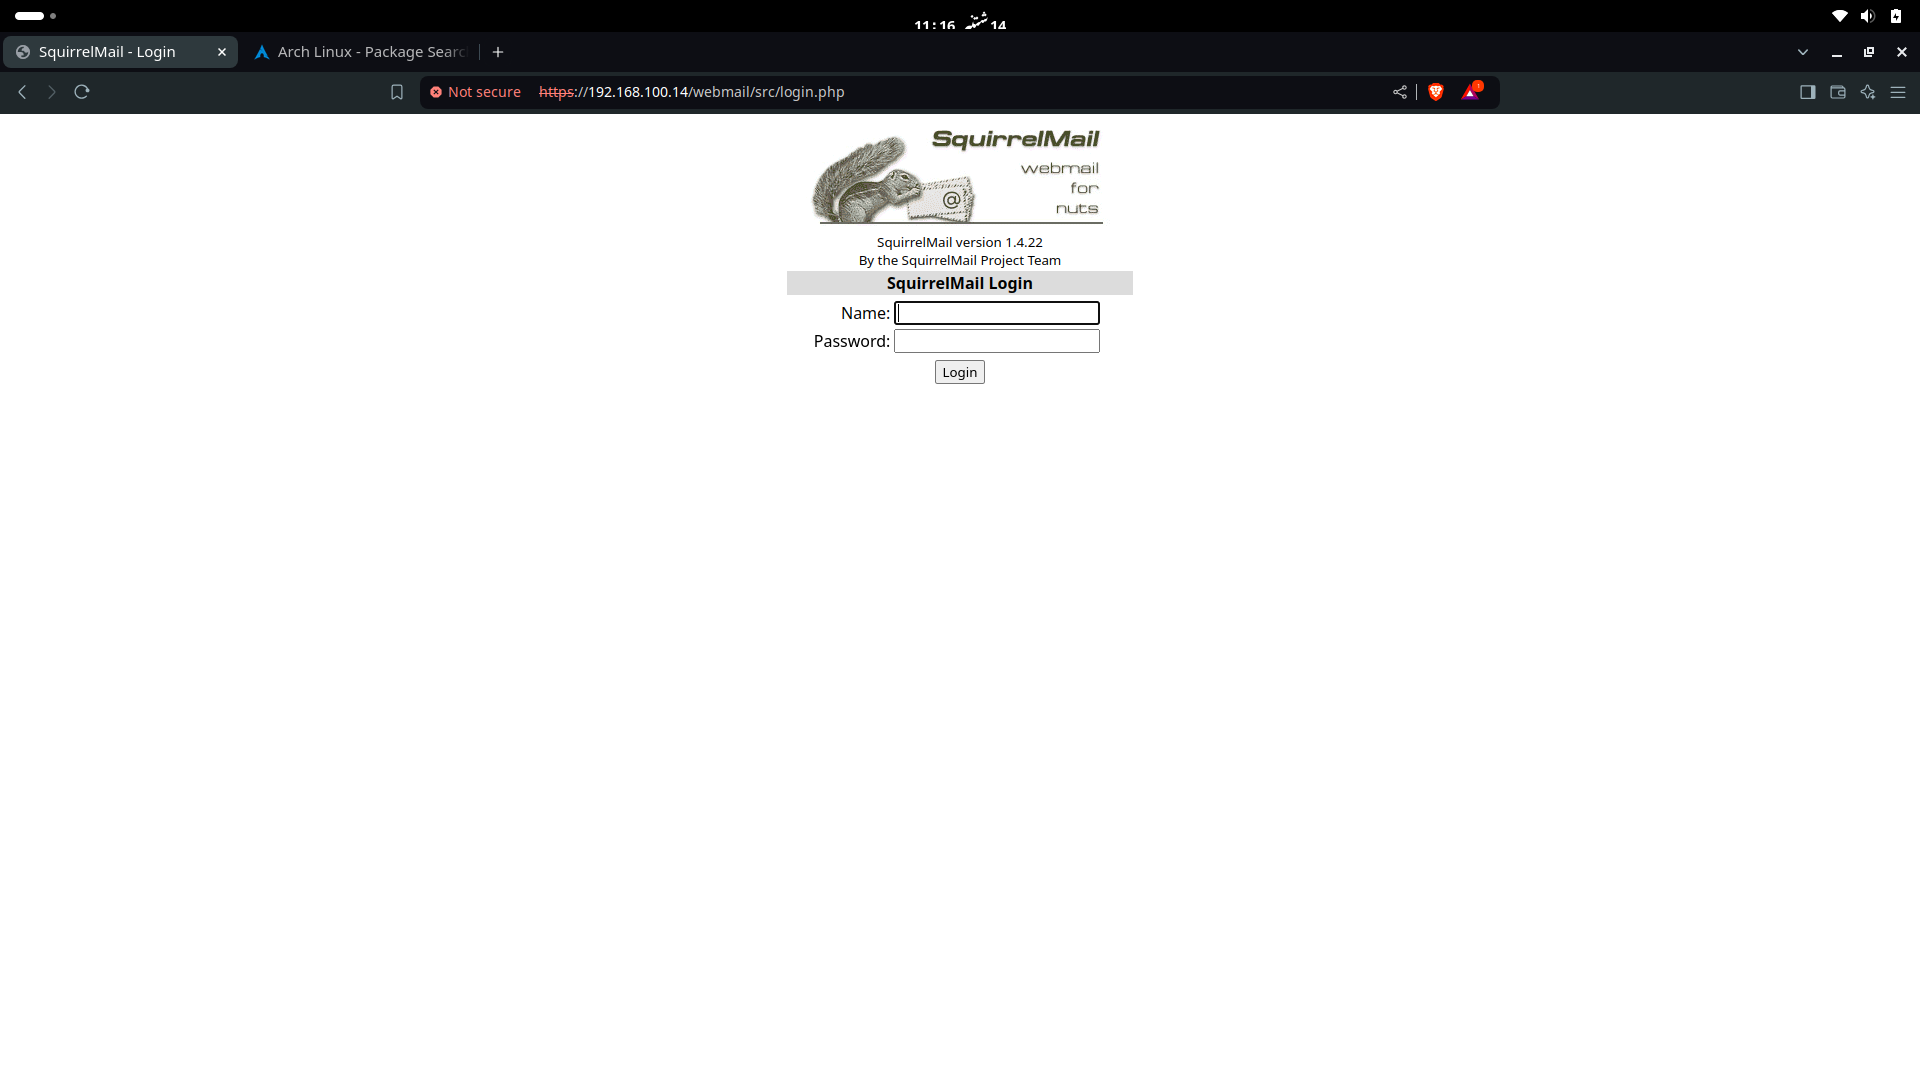 11:16 14
SquirrelMail - Login
Arch Linux - Package Searc
Not secure https://192.168.100.14/webmail/src/login.php
SquirrelMail
webmail
for
nuts
@
SquirrelMail version 1.4.22
By the SquirrelMail Project Team
SquirrelMail Login
Name:
Password:
Login